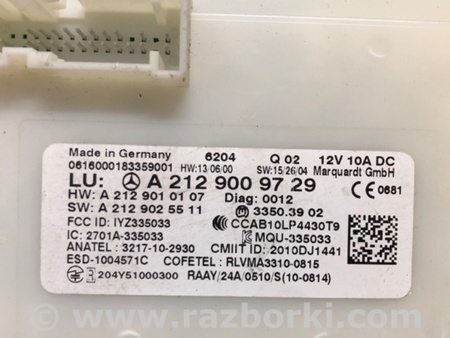 Made in Germany 6204 Q 02 12V 10A DC
0616000183359001 HW:13/06/00 SW:15/26/04 Marquardt GmbH
LU: A 212 900 97 29 CE 0681
HW: A 212 901 01 07 Diag: 0012
SW: A 212 902 55 11 3350.39 02
FCC ID: IYZ335033 CCAB10LP4430T9
IC: 2701A-335033 MQU-335033
ANATEL: 3217-10-2930 CMIIT ID: 2010DJ1441
ESD-1004571C COFETEL: RLVMA3310-0815
204Y51000300 RAAY/24A/0510/S(10-0814)
www.razborki.com